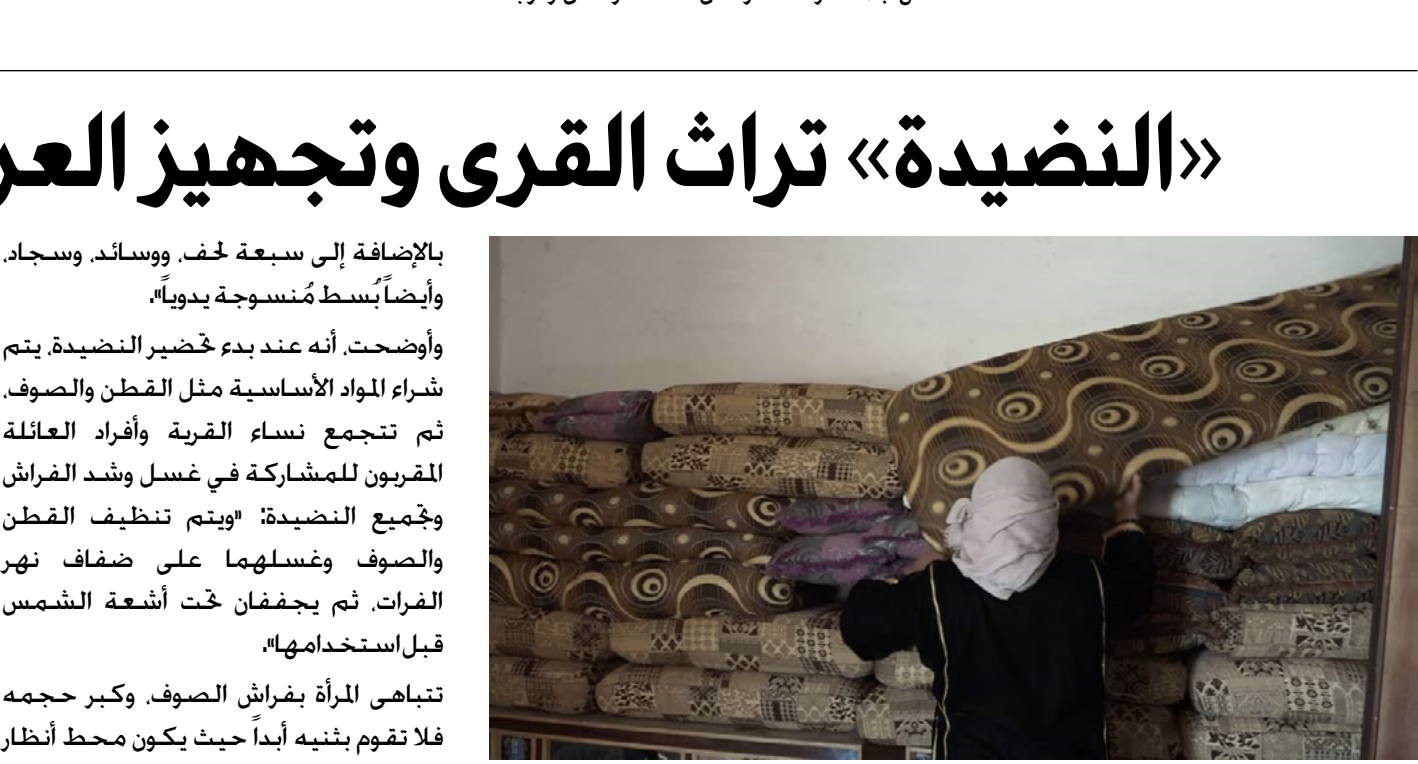 «النضيدة» تراث القرى وتجهيز
بالإضافة إلى سبعة لحف، ووسائد، وسجاد،
وأيضاً بُسط مُنسوجة يدوياً".
وأوضحت، أنه عند بدء تحضير النضيدة، يتم
شراء المواد الأساسية مثل القطن والصوف،
ثم تتجمع نساء القرية وأفراد العائلة
المقربون للمشاركة في غسل وشد الفراش
وتجميع النضيدة: "ويتم تنظيف القطن
والصوف وغسلهما على ضفاف نهر
الفرات، ثم يجففان تحت أشعة الشمس
قبل استخدامها".
تتباهى المرأة بفراش الصوف، وكبر حجمه
فلا تقوم بثنيه أبداً حيث يكون محط أنظار